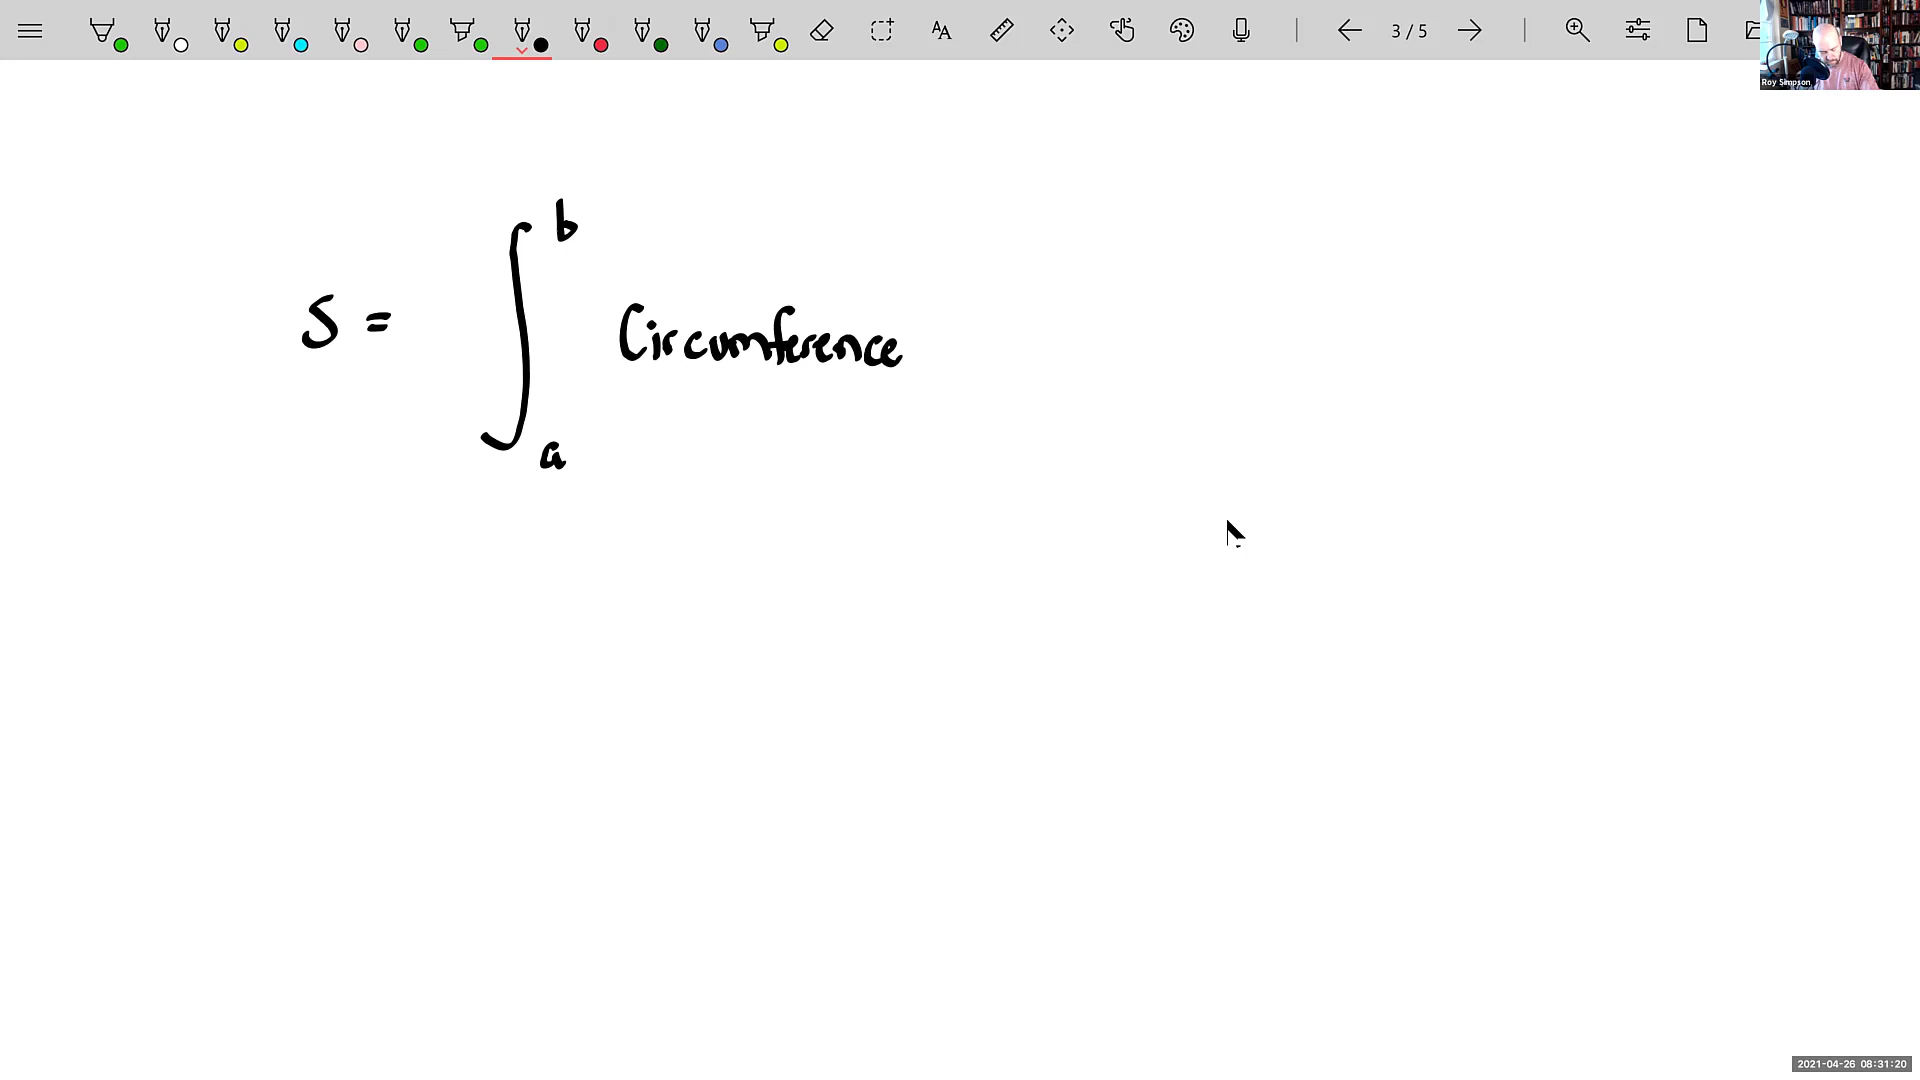 3 / 5
Roy Simpson
b
S = ∫ Circumference
a
2021-04-26 08:31:20